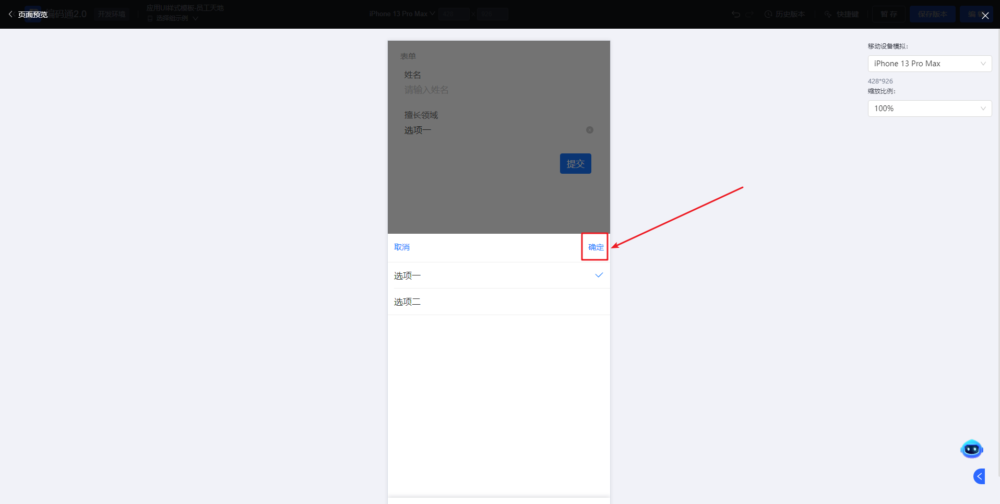 页面预览
编码通2.0
开发环境
应用UI样式模板-员工天地
选择组示例
iPhone 13 Pro Max
428 x 926
历史版本
快捷键
暂存
保存版本
移动设备模拟：
iPhone 13 Pro Max
428*926
缩放比例：
100%
表单
姓名
请输入姓名
擅长领域
选项一
提交
取消
确定
选项一
选项二